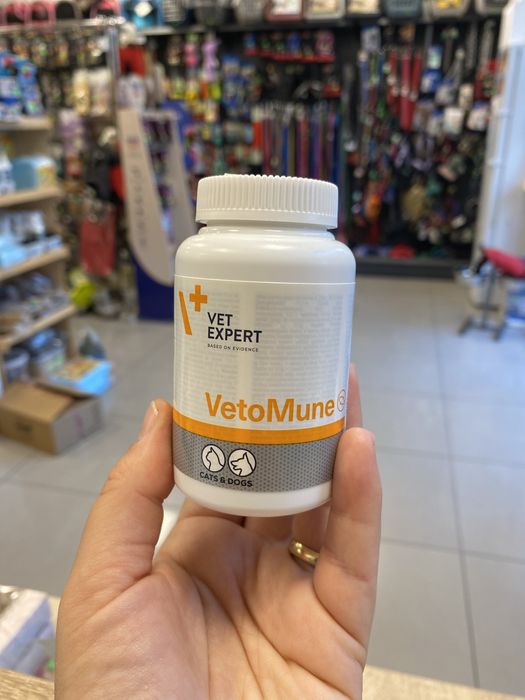 VET
EXPERT
BASED ON EVIDENCE
VetoMune
CATS & DOGS